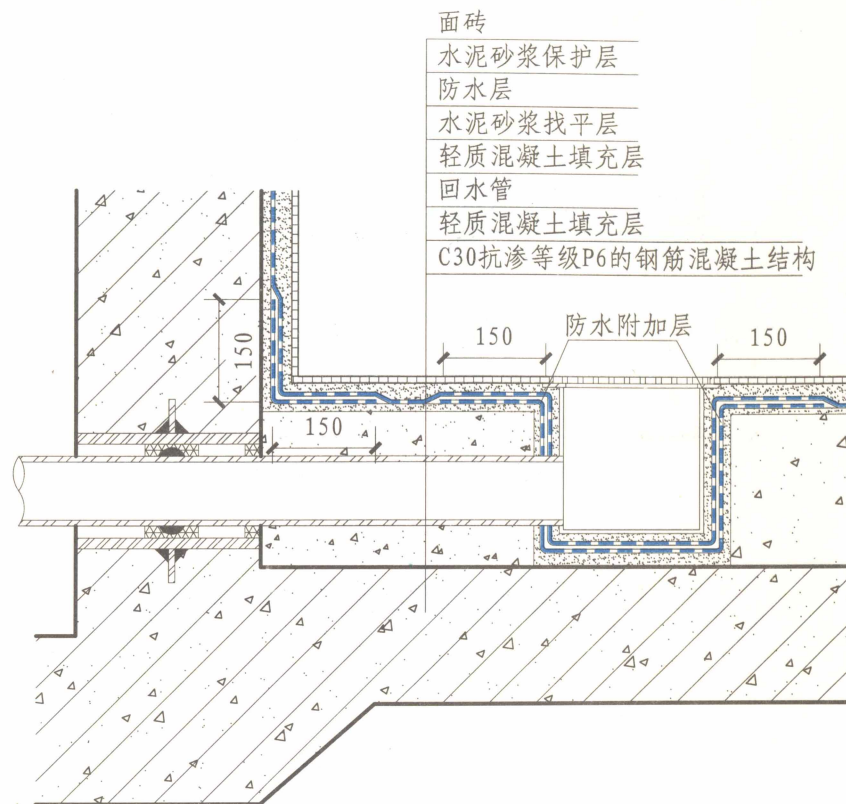 面砖
水泥砂浆保护层
防水层
水泥砂浆找平层
轻质混凝土填充层
回水管
轻质混凝土填充层
C30抗渗等级P6的钢筋混凝土结构
150
防水附加层
150
150
150